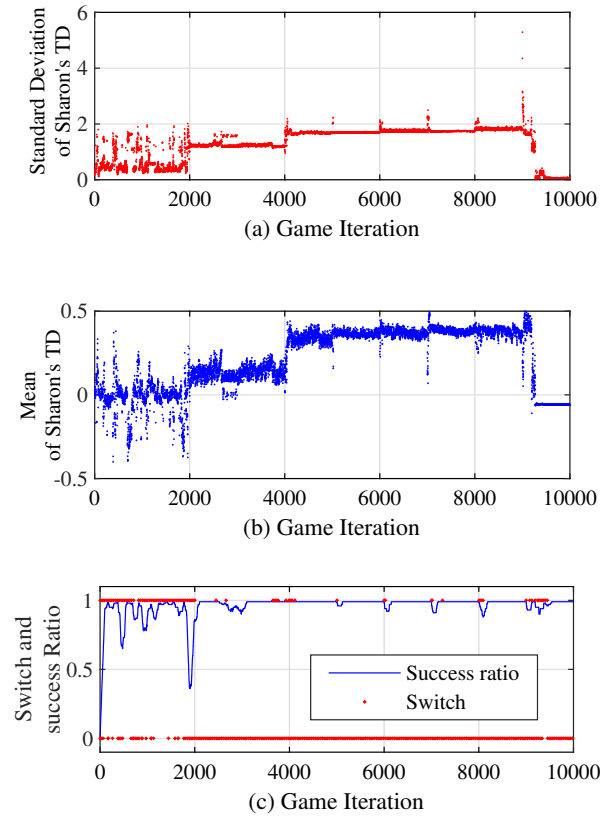 6
4
2
0
Standard Deviation
of Sharon's TD
0 2000 4000 6000 8000 10000
(a) Game Iteration
0.5
0
-0.5
Mean
of Sharon's TD
0 2000 4000 6000 8000 10000
(b) Game Iteration
1
0.5
0
Switch and
success Ratio
Success ratio
Switch
0 2000 4000 6000 8000 10000
(c) Game Iteration